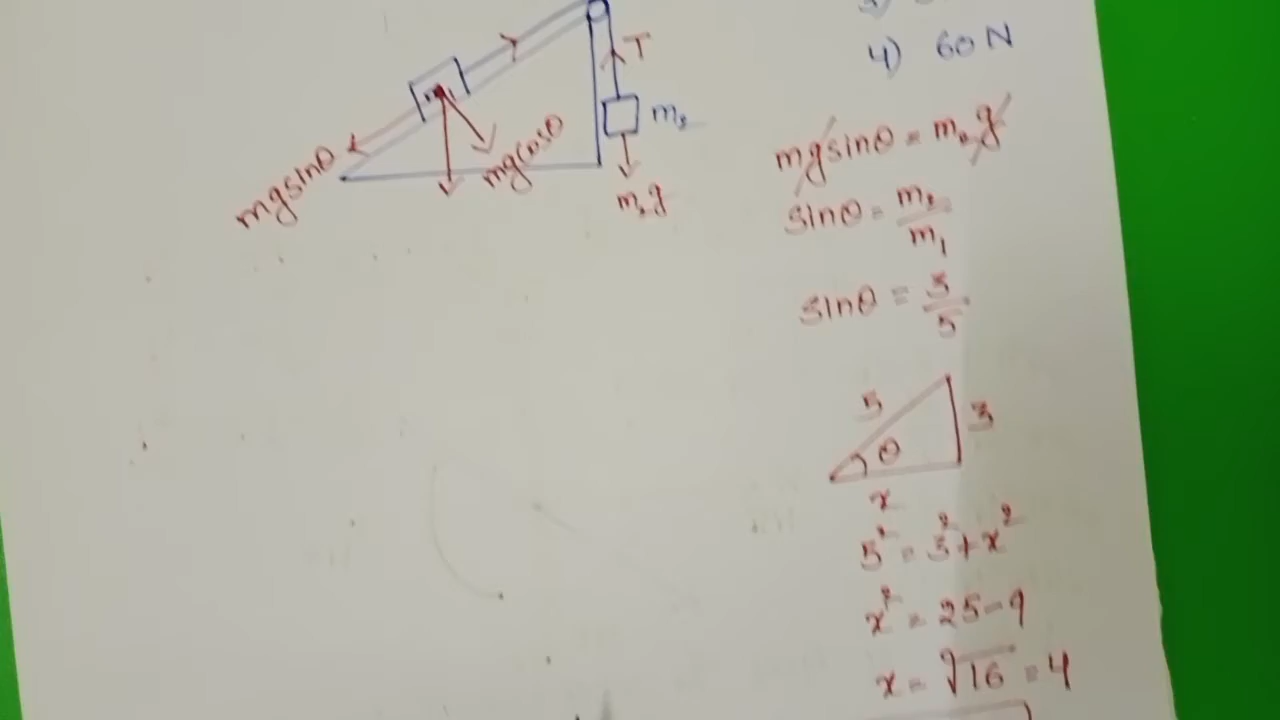 T
m₁
m₂
mgsinθ
mgcosθ
m₂g
4) 60 N
mgsinθ = m₂g
sinθ = m₂/m₁
sinθ = 3/5
5
3
θ
x
5² = 3² + x²
x² = 25 - 9
x = √16 = 4